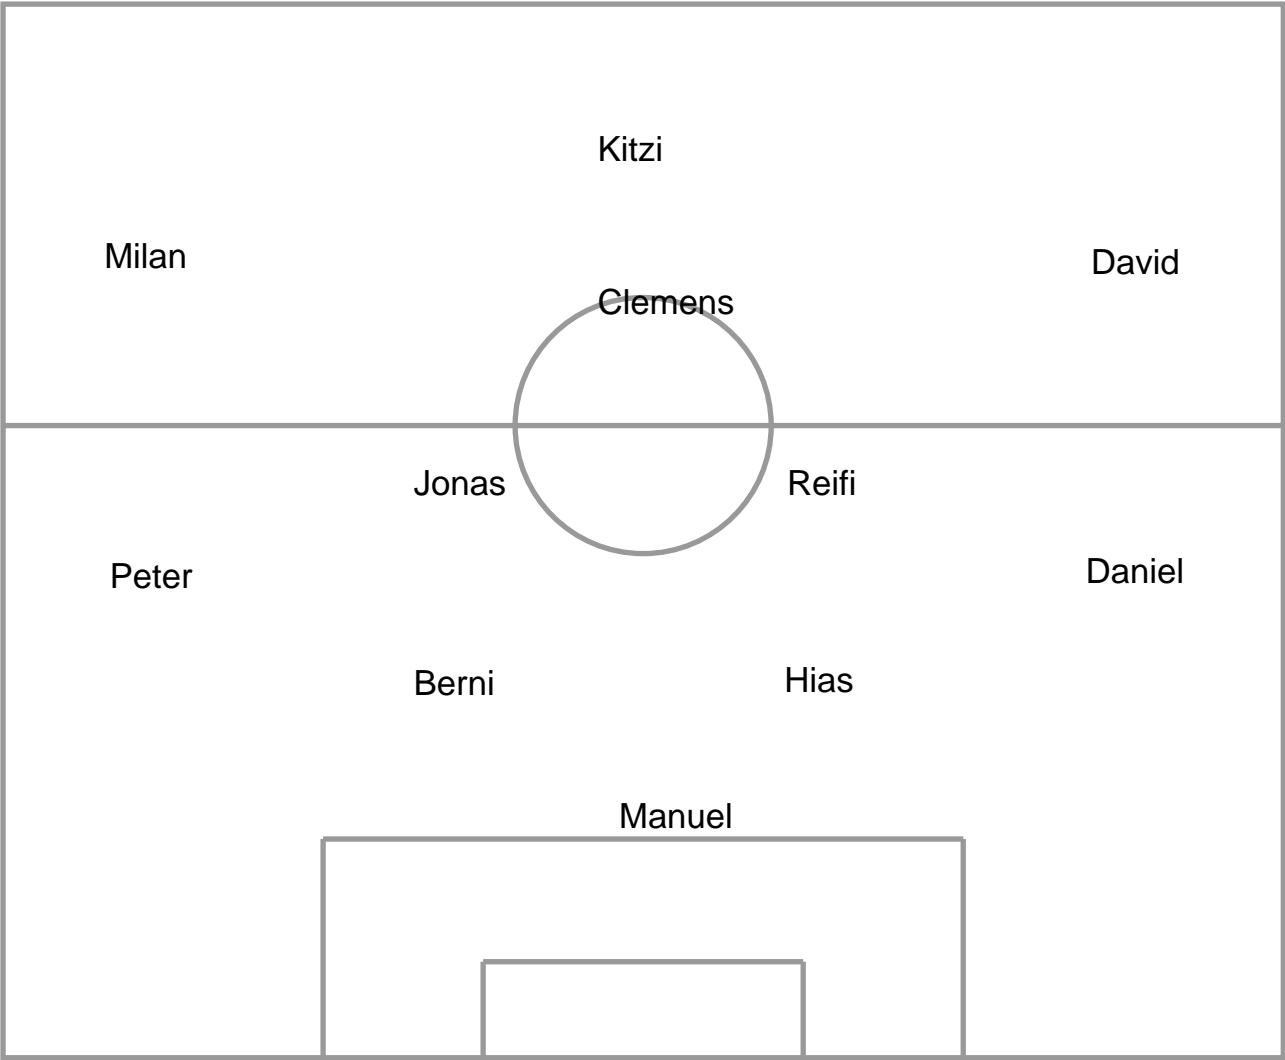 Kitzi
Milan
David
Clemens
Jonas
Reifi
Peter
Daniel
Berni
Hias
Manuel